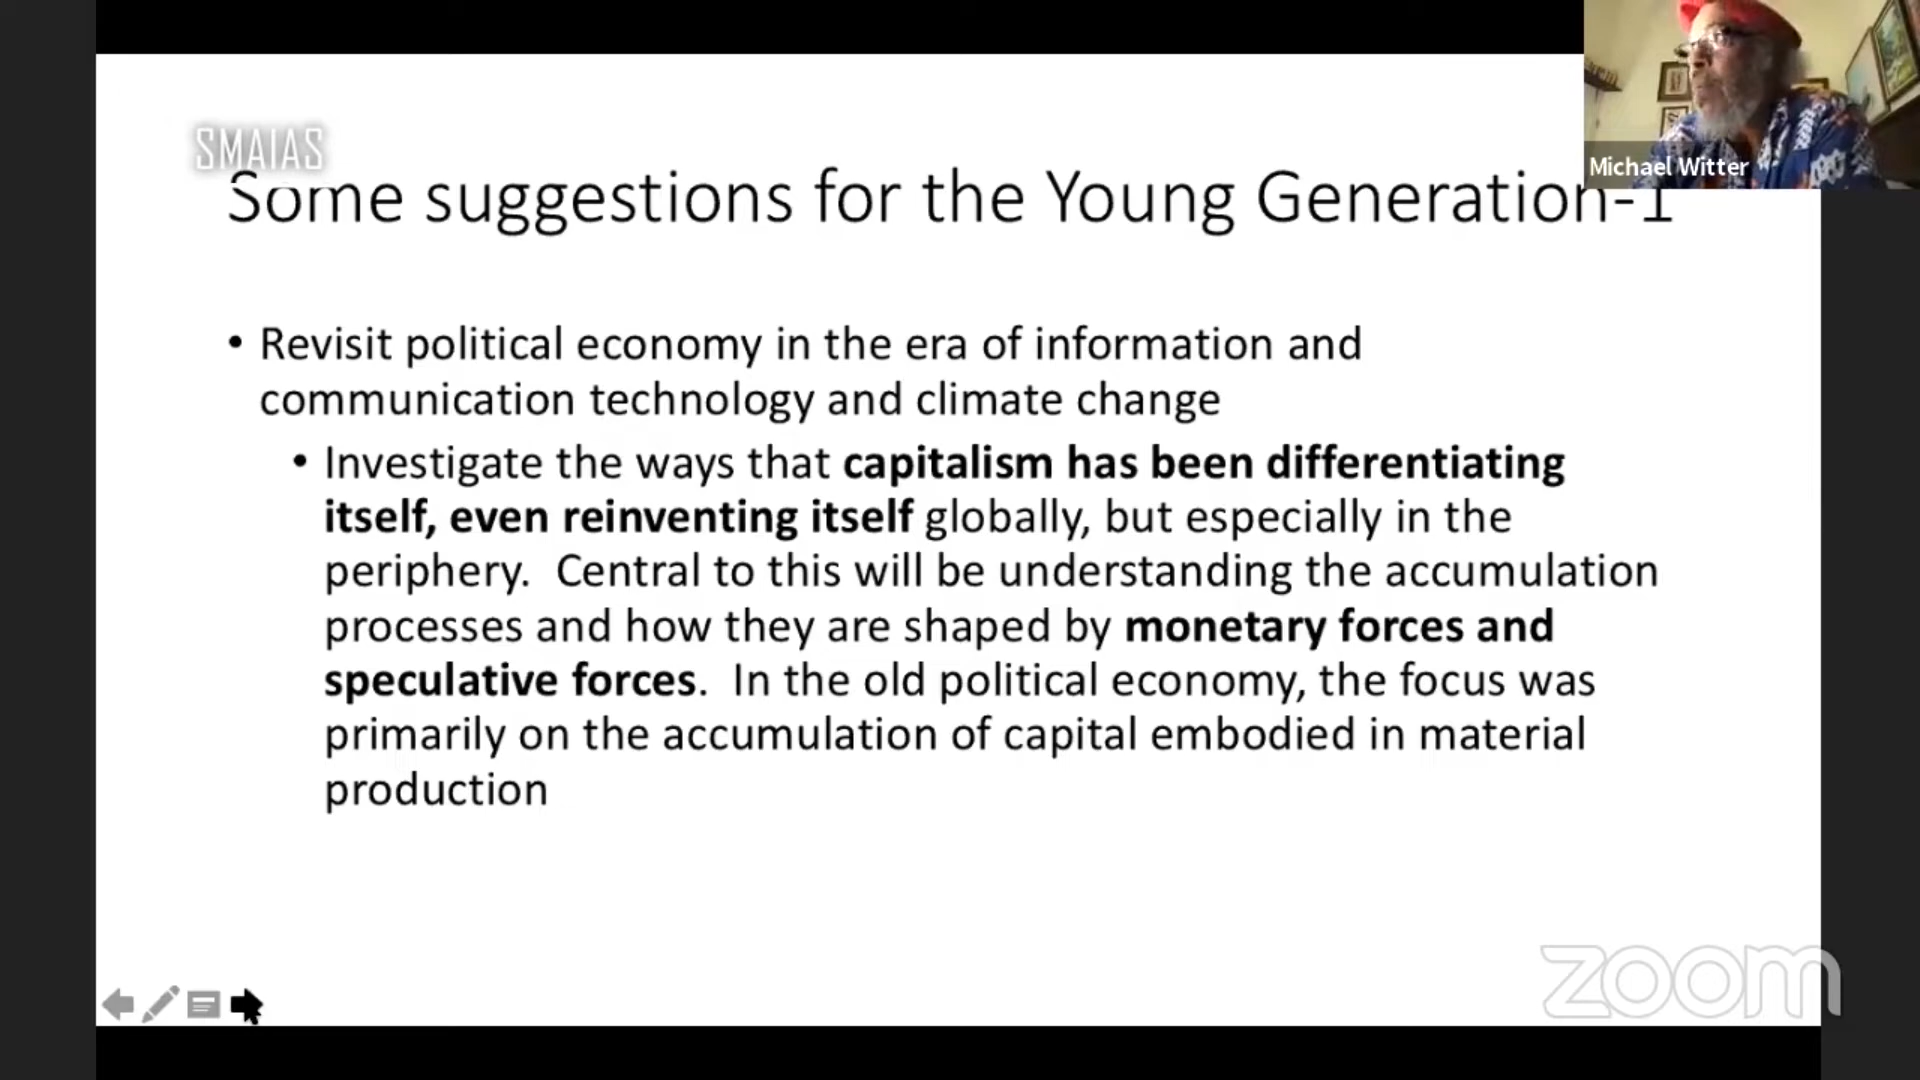 SMAIAS
Michael Witter
Some suggestions for the Young Generation-1
• Revisit political economy in the era of information and
communication technology and climate change
• Investigate the ways that capitalism has been differentiating
itself, even reinventing itself globally, but especially in the
periphery.  Central to this will be understanding the accumulation
processes and how they are shaped by monetary forces and
speculative forces.  In the old political economy, the focus was
primarily on the accumulation of capital embodied in material
production
zoom